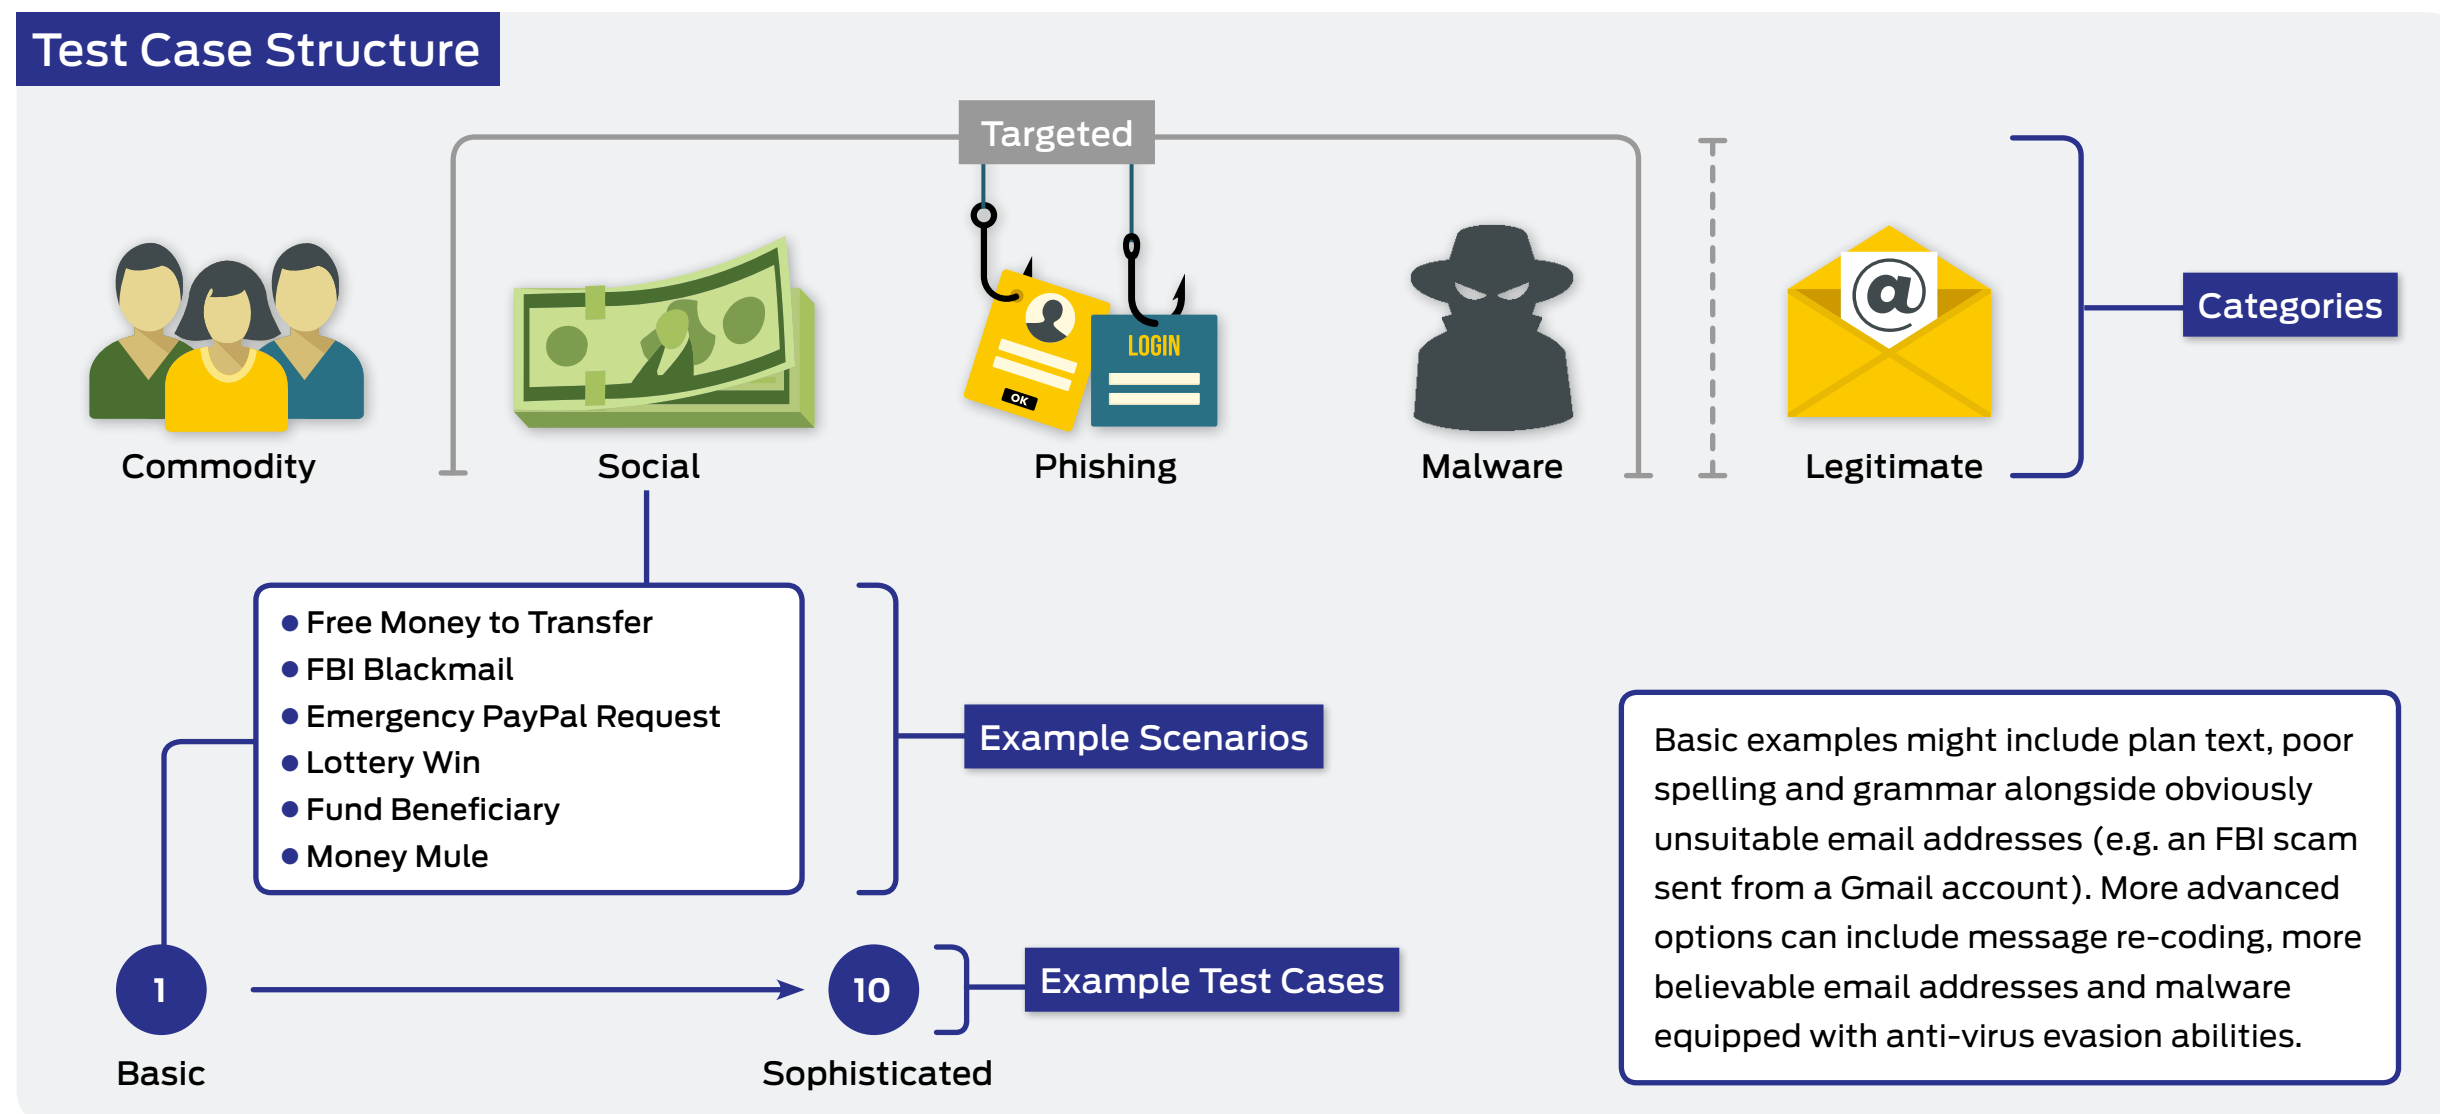 Test Case Structure
Targeted
LOGIN
OK
@
Categories
Commodity
Social
Phishing
Malware
Legitimate
Free Money to Transfer
FBI Blackmail
Emergency PayPal Request
Lottery Win
Fund Beneficiary
Money Mule
Example Scenarios
1
10
Example Test Cases
Basic
Sophisticated
Basic examples might include plan text, poor
spelling and grammar alongside obviously
unsuitable email addresses (e.g. an FBI scam
sent from a Gmail account). More advanced
options can include message re-coding, more
believable email addresses and malware
equipped with anti-virus evasion abilities.